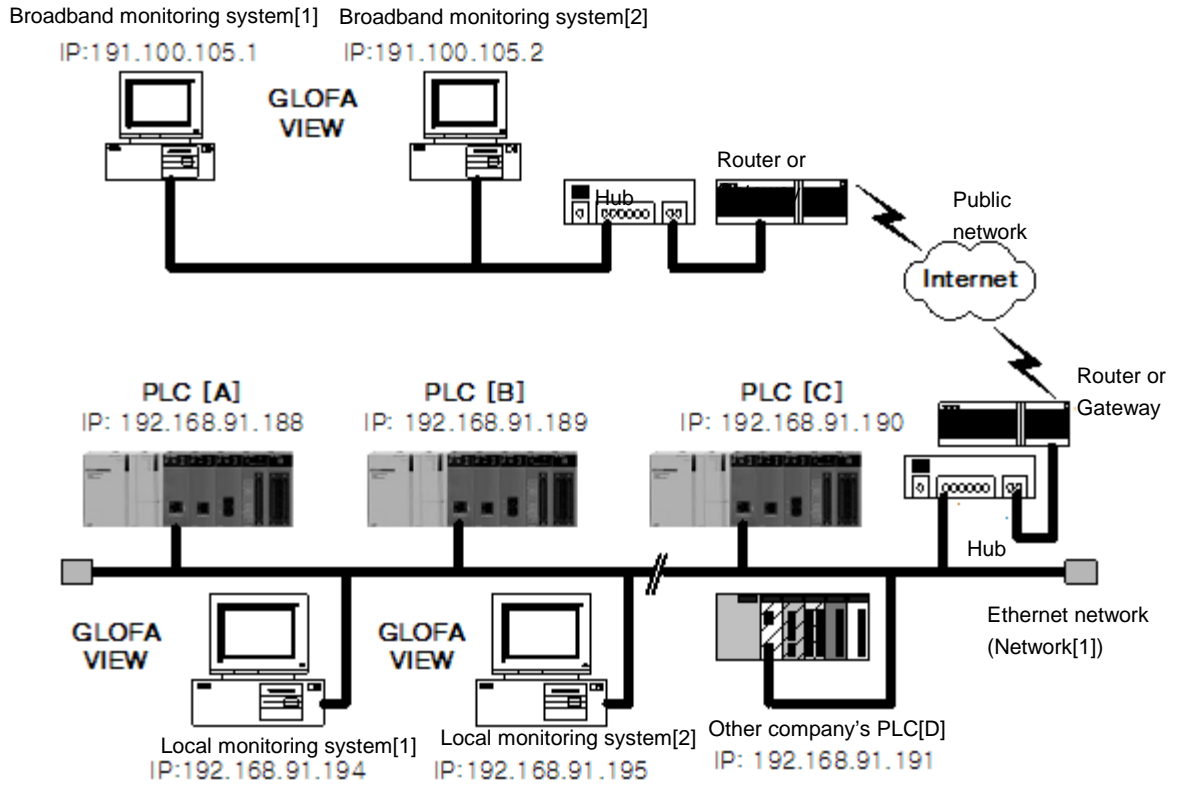 Broadband monitoring system[1]
Broadband monitoring system[2]
IP:191.100.105.1
IP:191.100.105.2
GLOFA
VIEW
Router or
Hub
Public
network
Internet
Router or
Gateway
PLC [A]
IP: 192.168.91.188
PLC [B]
IP: 192.168.91.189
PLC [C]
IP: 192.168.91.190
Hub
Ethernet network
(Network[1])
GLOFA
VIEW
GLOFA
VIEW
Local monitoring system[1]
IP:192.168.91.194
Local monitoring system[2]
IP:192.168.91.195
Other company’s PLC[D]
IP: 192.168.91.191